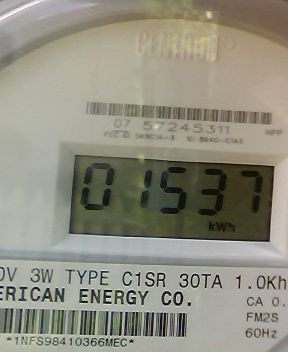 CENTRON
07 57245311
HPP
01537
kWh
0V 3W TYPE C1SR 30TA 1.0Kh
ERICAN ENERGY CO.
CA 0.
FM2S
60Hz
*1NFS98410366MEC*